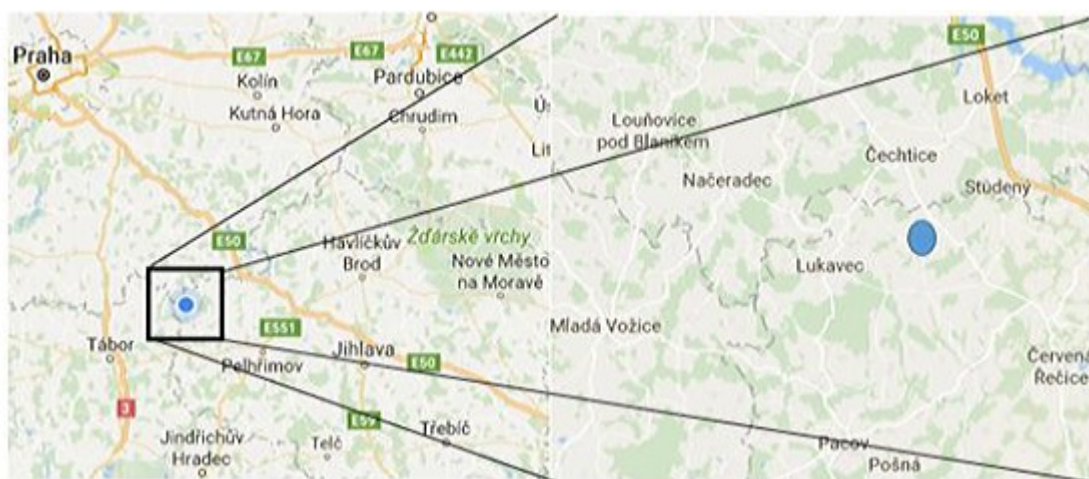 Praha
E67
E67
E442
Kolín
Pardubice
Kutná Hora
Chrudim
Lit
E50
Havlíčkův
Brod
Žďárské vrchy
Nové Město
na Moravě
E551
Tábor
Pelhřimov
Jihlava
E50
3
E59
Jindřichův
Hradec
Telč
Třebíč
E50
Loket
Louňovice
pod Blaníkem
Čechtice
Načeradec
Studený
Lukavec
Mladá Vožice
Červená
Řečice
Pacov
Pošná